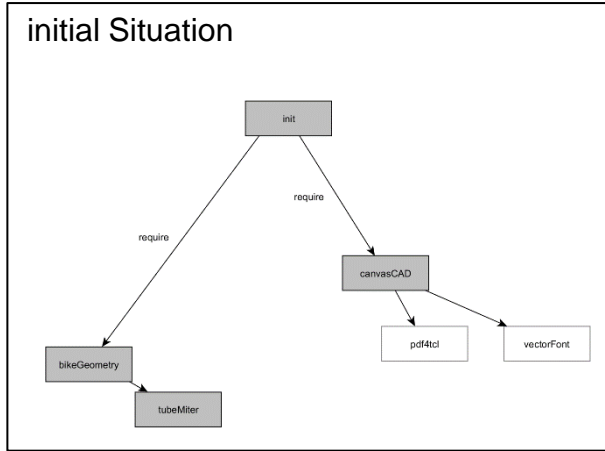 initial Situation
init
require
require
canvasCAD
pdf4tcl
vectorFont
bikeGeometry
tubeMiter